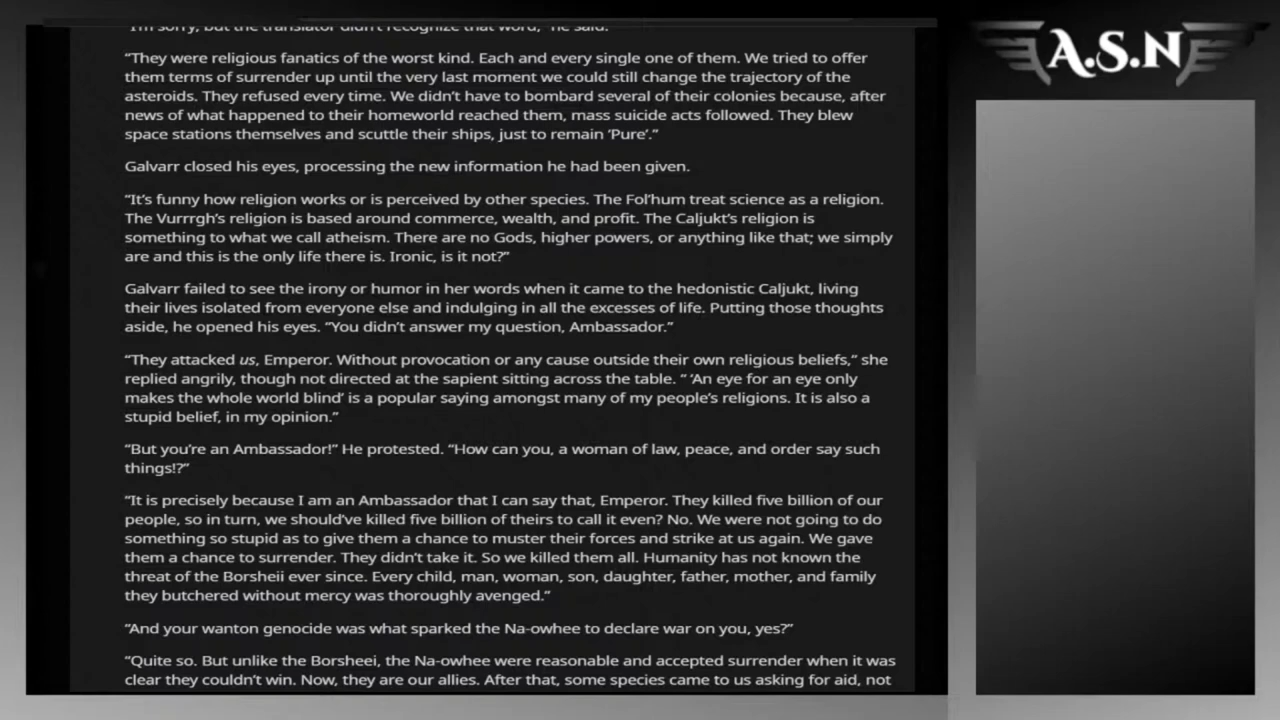 "I'm sorry, but the translator didn't recognize that word," he said.
“They were religious fanatics of the worst kind. Each and every single one of them. We tried to offer
them terms of surrender up until the very last moment we could still change the trajectory of the
asteroids. They refused every time. We didn’t have to bombard several of their colonies because, after
news of what happened to their homeworld reached them, mass suicide acts followed. They blew
space stations themselves and scuttle their ships, just to remain ‘Pure’.”
Galvarr closed his eyes, processing the new information he had been given.
“It’s funny how religion works or is perceived by other species. The Fol’hum treat science as a religion.
The Vurrrgh’s religion is based around commerce, wealth, and profit. The Caljukt’s religion is
something to what we call atheism. There are no Gods, higher powers, or anything like that; we simply
are and this is the only life there is. Ironic, is it not?”
Galvarr failed to see the irony or humor in her words when it came to the hedonistic Caljukt, living
their lives isolated from everyone else and indulging in all the excesses of life. Putting those thoughts
aside, he opened his eyes. “You didn’t answer my question, Ambassador.”
“They attacked us, Emperor. Without provocation or any cause outside their own religious beliefs,” she
replied angrily, though not directed at the sapient sitting across the table. ” ‘An eye for an eye only
makes the whole world blind’ is a popular saying amongst many of my people’s religions. It is also a
stupid belief, in my opinion.”
“But you’re an Ambassador!” He protested. “How can you, a woman of law, peace, and order say such
things!?”
“It is precisely because I am an Ambassador that I can say that, Emperor. They killed five billion of our
people, so in turn, we should’ve killed five billion of theirs to call it even? No. We were not going to do
something so stupid as to give them a chance to muster their forces and strike at us again. We gave
them a chance to surrender. They didn’t take it. So we killed them all. Humanity has not known the
threat of the Borsheii ever since. Every child, man, woman, son, daughter, father, mother, and family
they butchered without mercy was thoroughly avenged.”
“And your wanton genocide was what sparked the Na-owhee to declare war on you, yes?”
“Quite so. But unlike the Borsheei, the Na-owhee were reasonable and accepted surrender when it was
clear they couldn’t win. Now, they are our allies. After that, some species came to us asking for aid, not
A.S.N